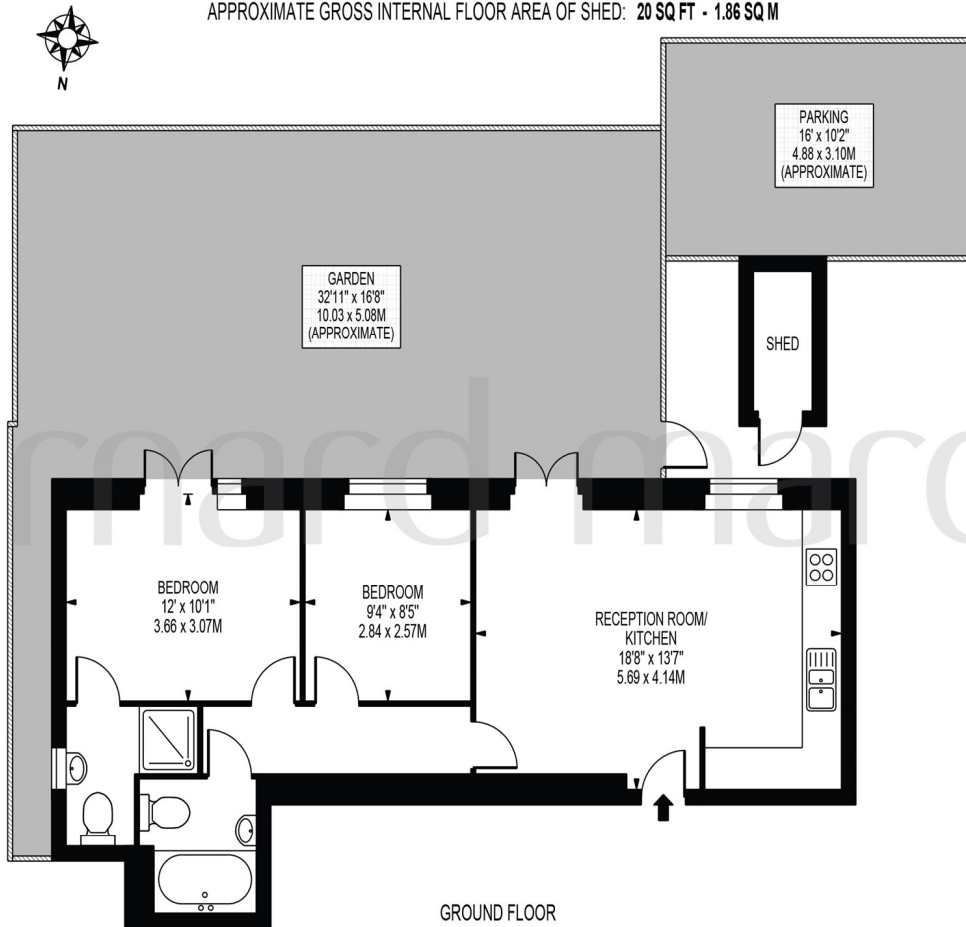 APPROXIMATE GROSS INTERNAL FLOOR AREA OF SHED: 20 SQ FT - 1.86 SQ M
N
PARKING
16' x 10'2"
4.88 x 3.10M
(APPROXIMATE)
GARDEN
32'11" x 16'8"
10.03 x 5.08M
(APPROXIMATE)
SHED
BEDROOM
12' x 10'1"
3.66 x 3.07M
BEDROOM
9'4" x 8'5"
2.84 x 2.57M
RECEPTION ROOM/
KITCHEN
18'8" x 13'7"
5.69 x 4.14M
GROUND FLOOR